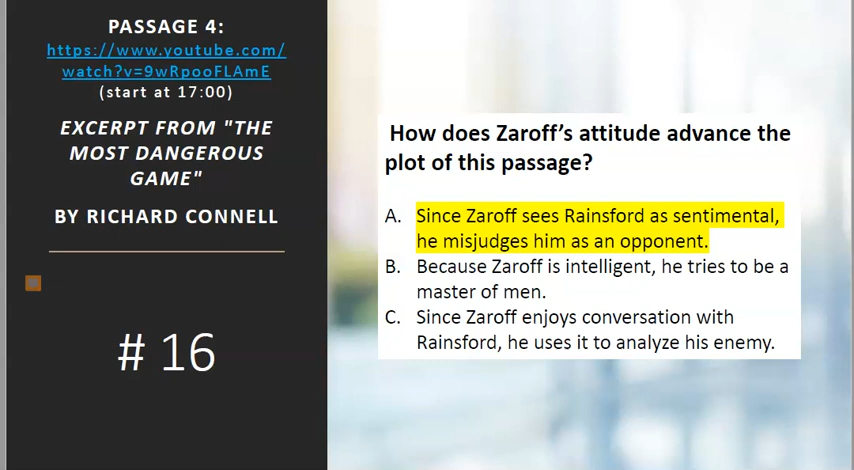 PASSAGE 4:
https://www.youtube.com/
watch?v=9wRpooFLAmE
(start at 17:00)
EXCERPT FROM "THE
MOST DANGEROUS
GAME"
BY RICHARD CONNELL
# 16
How does Zaroff’s attitude advance the
plot of this passage?
A. Since Zaroff sees Rainsford as sentimental,
he misjudges him as an opponent.
B. Because Zaroff is intelligent, he tries to be a
master of men.
C. Since Zaroff enjoys conversation with
Rainsford, he uses it to analyze his enemy.